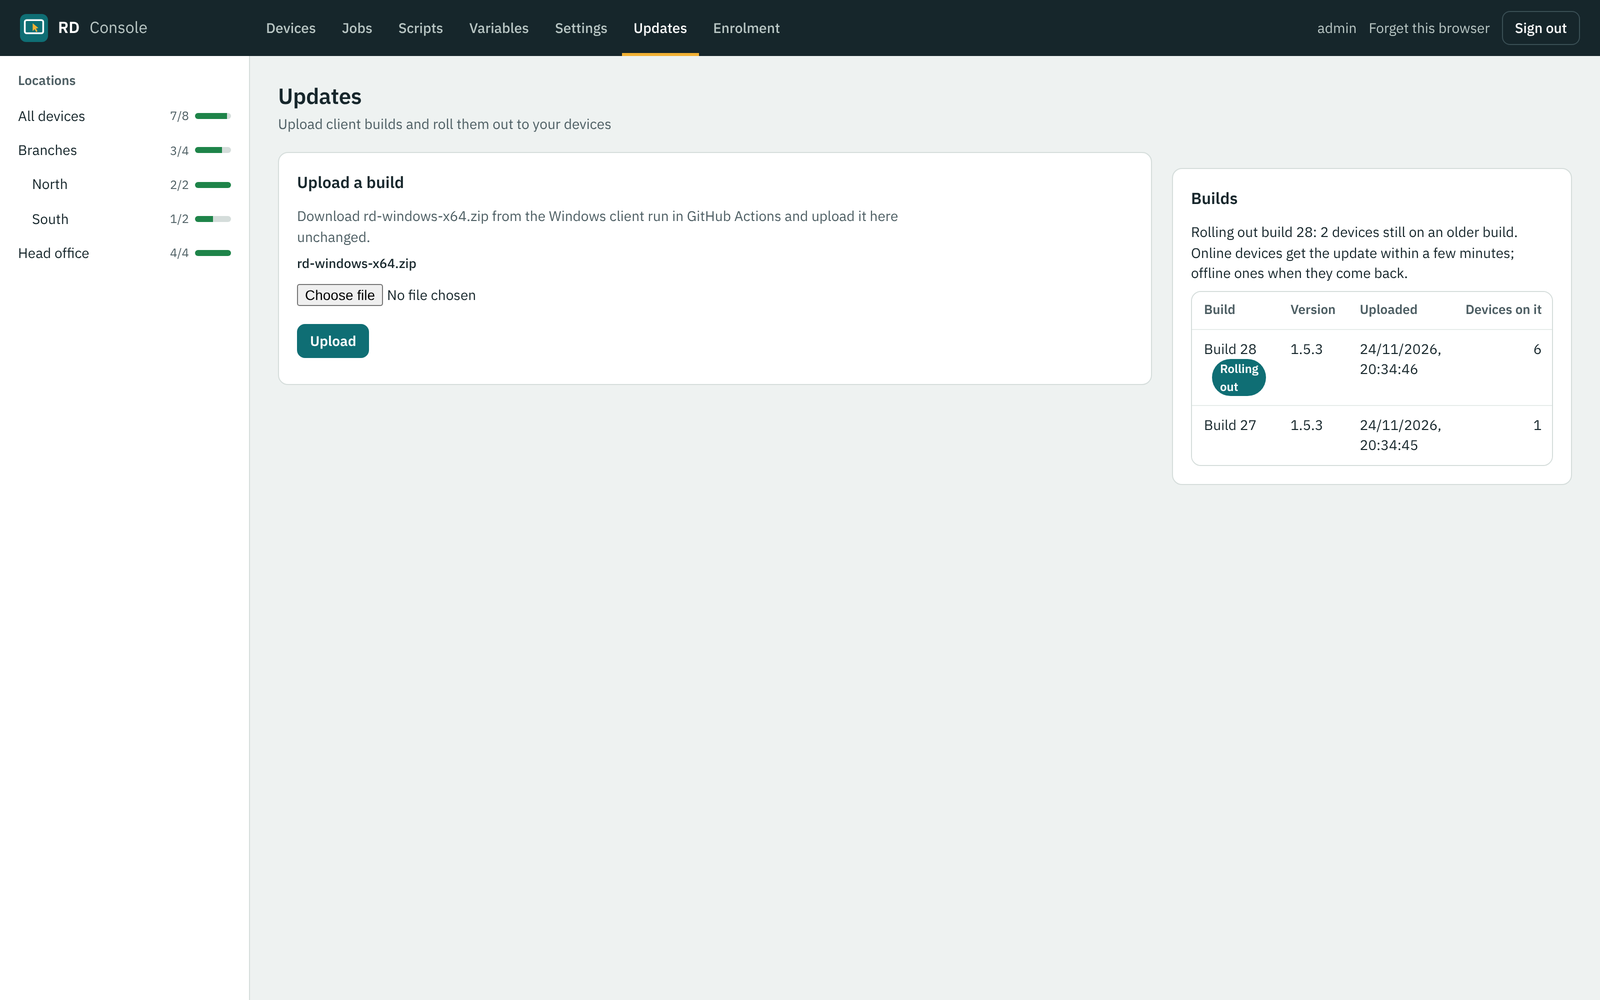 RD Console
Devices Jobs Scripts Variables Settings Updates Enrolment
admin Forget this browser Sign out
Locations
All devices 7/8
Branches 3/4
North 2/2
South 1/2
Head office 4/4
Updates
Upload client builds and roll them out to your devices
Upload a build
Download rd-windows-x64.zip from the Windows client run in GitHub Actions and upload it here
unchanged.
rd-windows-x64.zip
Choose file No file chosen
Upload
Builds
Rolling out build 28: 2 devices still on an older build.
Online devices get the update within a few minutes;
offline ones when they come back.
Build Version Uploaded Devices on it
Build 28 1.5.3 24/11/2026, 6
20:34:46
Rolling
out
Build 27 1.5.3 24/11/2026, 1
20:34:45